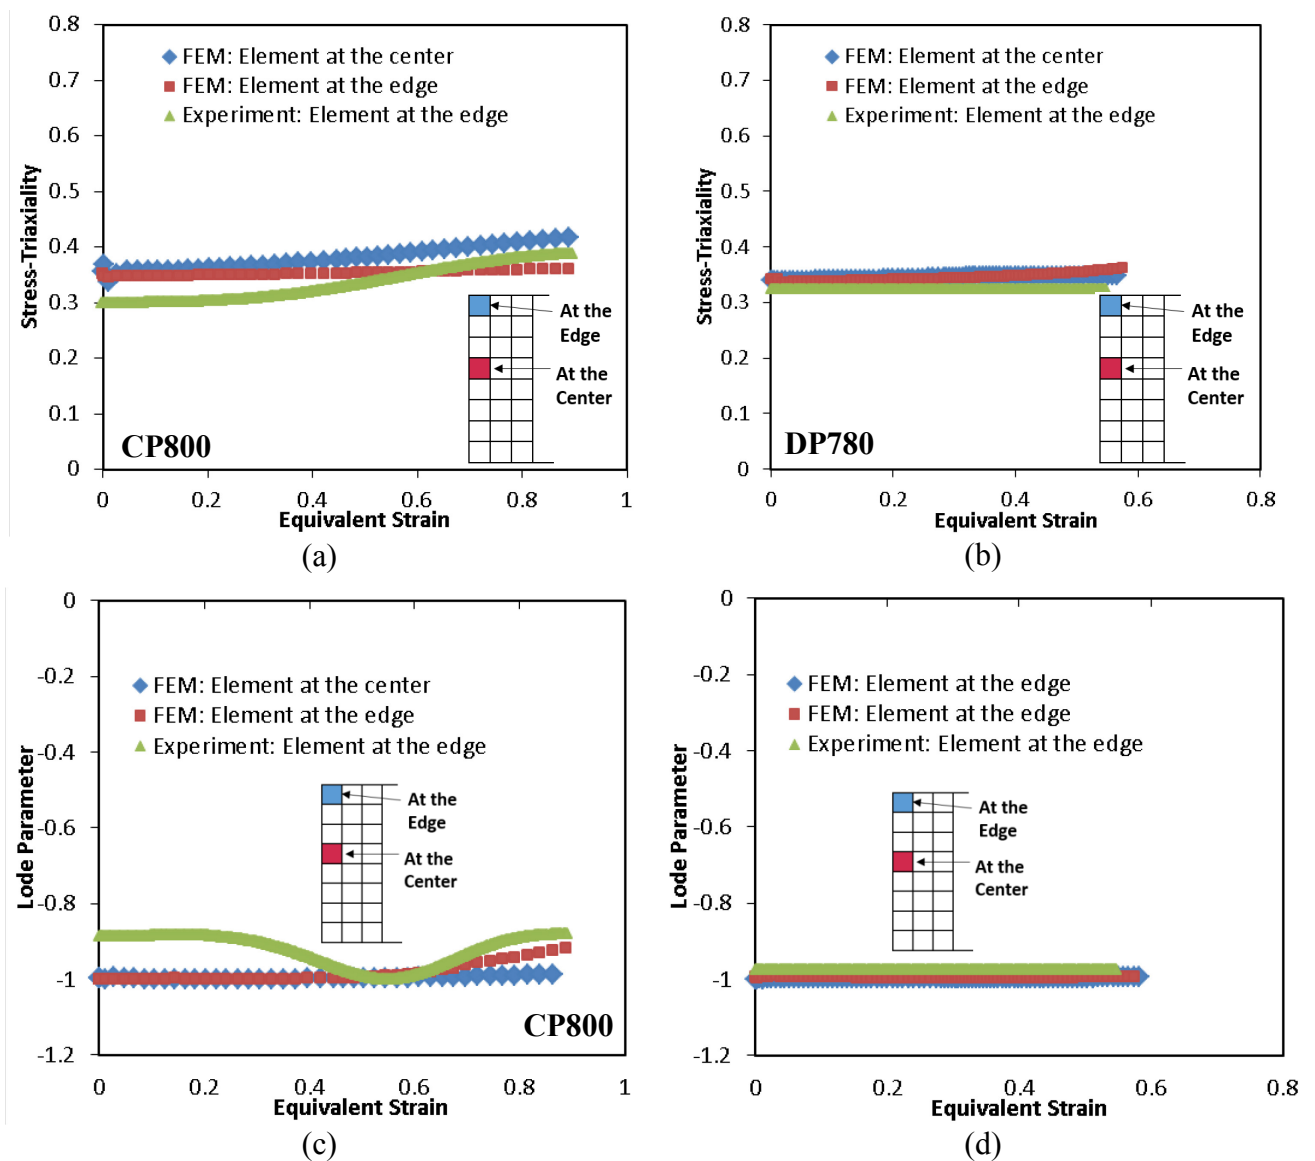 0.8
0.7
0.6
0.5
0.4
0.3
0.2
0.1
0
Stress-Triaxiality
FEM: Element at the center
FEM: Element at the edge
Experiment: Element at the edge
At the
Edge
At the
Center
CP800
0
0.2
0.4
0.6
0.8
1
Equivalent Strain
(a)
0.8
0.7
0.6
0.5
0.4
0.3
0.2
0.1
0
Stress-Triaxiality
FEM: Element at the center
FEM: Element at the edge
Experiment: Element at the edge
At the
Edge
At the
Center
DP780
0
0.2
0.4
0.6
0.8
Equivalent Strain
(b)
0
-0.2
-0.4
-0.6
-0.8
-1
-1.2
Lode Parameter
FEM: Element at the center
FEM: Element at the edge
Experiment: Element at the edge
At the
Edge
At the
Center
CP800
0
0.2
0.4
0.6
0.8
1
Equivalent Strain
(c)
0
-0.2
-0.4
-0.6
-0.8
-1
-1.2
Lode Parameter
FEM: Element at the edge
FEM: Element at the edge
Experiment: Element at the edge
At the
Edge
At the
Center
0
0.2
0.4
0.6
0.8
Equivalent Strain
(d)